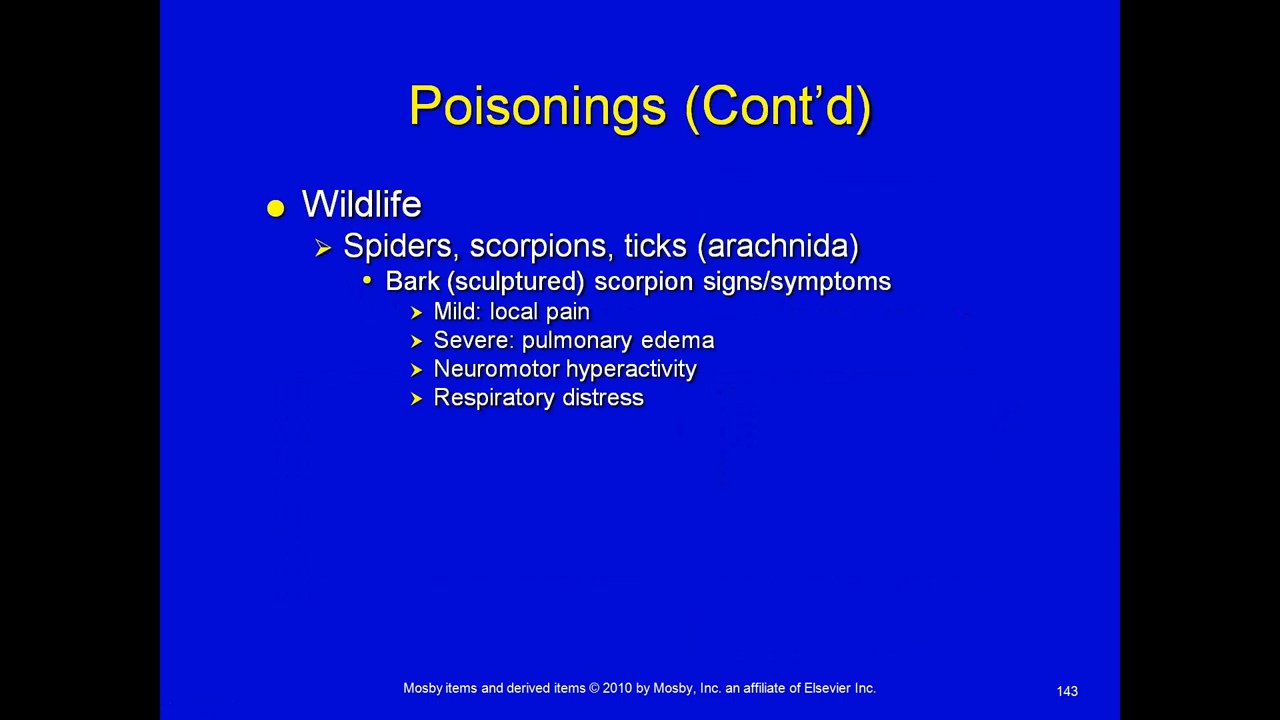 Poisonings (Cont’d)
Wildlife
Spiders, scorpions, ticks (arachnida)
Bark (sculptured) scorpion signs/symptoms
Mild: local pain
Severe: pulmonary edema
Neuromotor hyperactivity
Respiratory distress
Mosby items and derived items © 2010 by Mosby, Inc. an affiliate of Elsevier Inc.
143